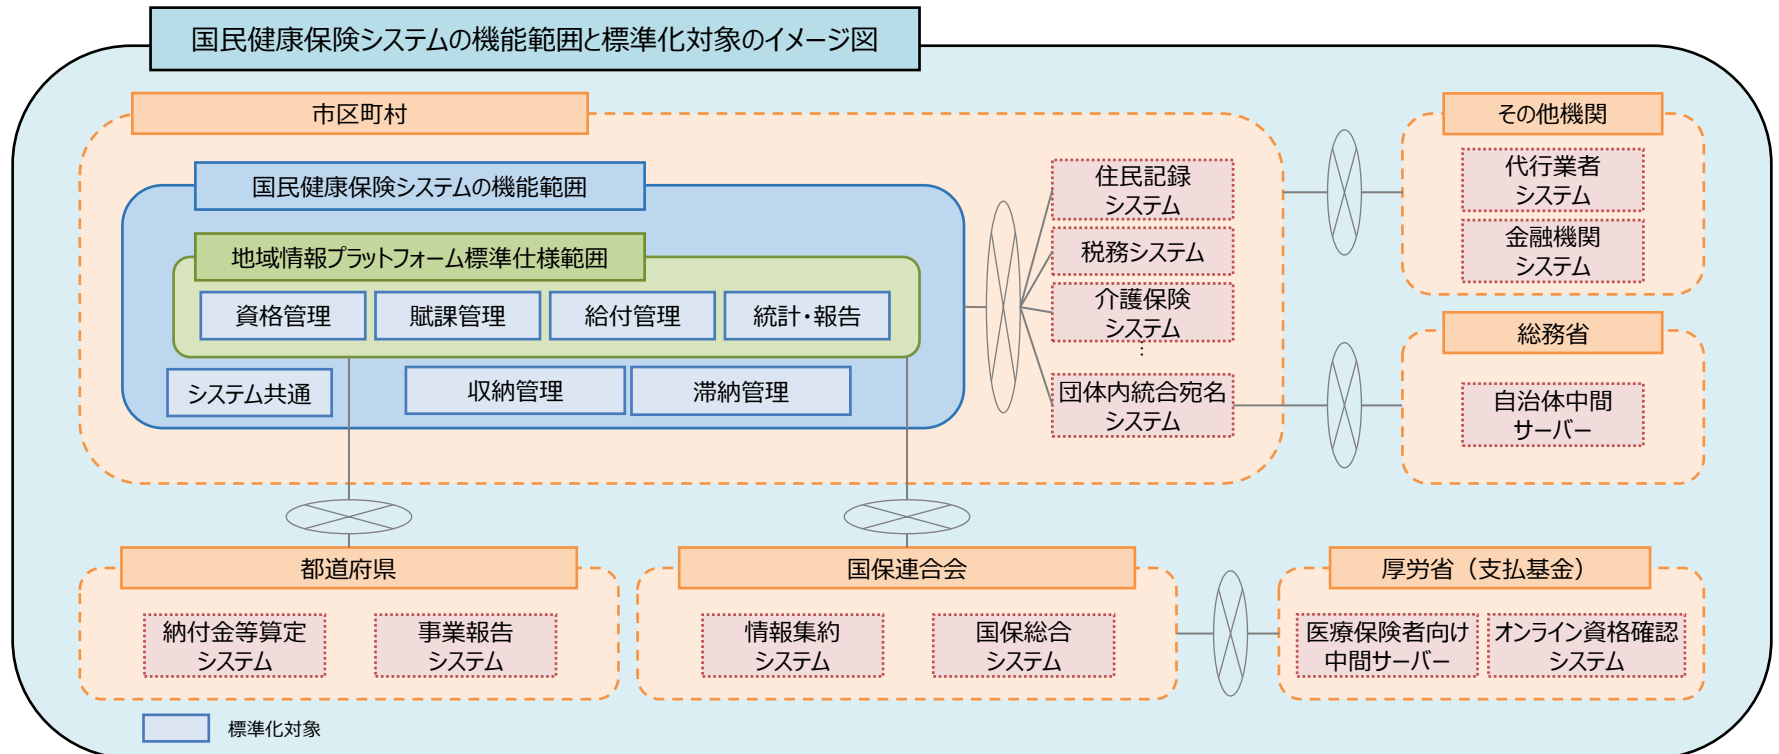 国民健康保険システムの機能範囲と標準化対象のイメージ図
市区町村
国民健康保険システムの機能範囲
地域情報プラットフォーム標準仕様範囲
資格管理
賦課管理
給付管理
統計・報告
システム共通
収納管理
滞納管理
住民記録
システム
税務システム
介護保険
システム
⋮
団体内統合宛名
システム
その他機関
代行業者
システム
金融機関
システム
総務省
自治体中間
サーバー
都道府県
納付金等算定
システム
事業報告
システム
国保連合会
情報集約
システム
国保総合
システム
厚労省（支払基金）
医療保険者向け
中間サーバー
オンライン資格確認
システム
標準化対象